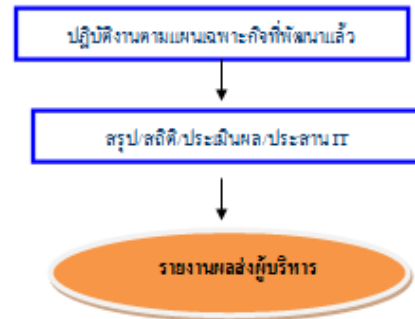 ปฏิบัติงานตามแผนเฉพาะกิจที่พัฒนาแล้ว
สรุป/สถิติ/ประเมินผล/ประสาน IT
รายงานผลส่งผู้บริหาร